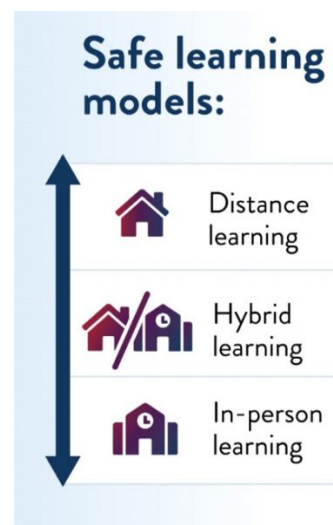 Safe learning
models:
Distance
learning
Hybrid
learning
In-person
learning